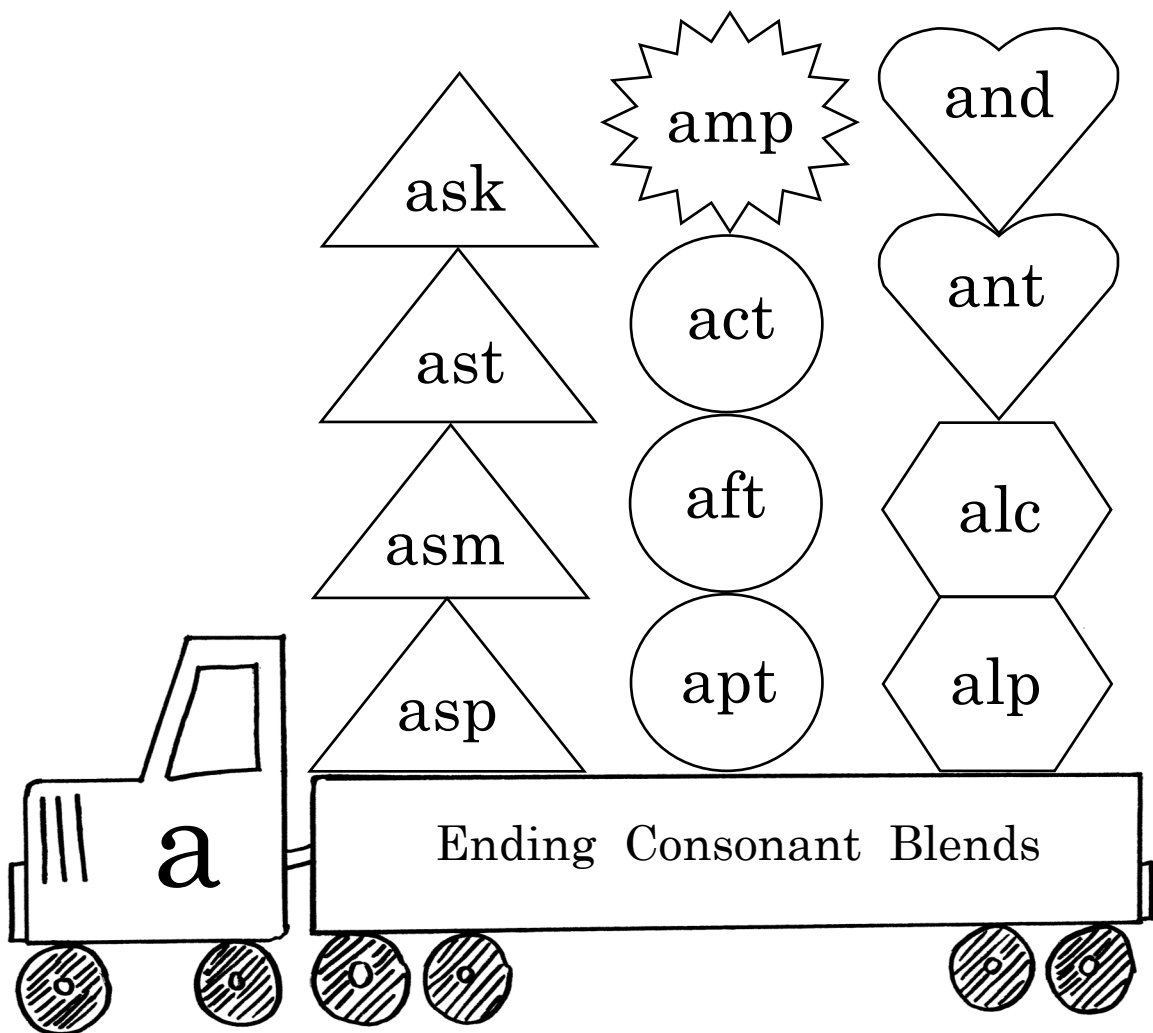 ask
ast
asm
asp
amp
act
aft
apt
and
ant
alc
alp
a
Ending Consonant Blends